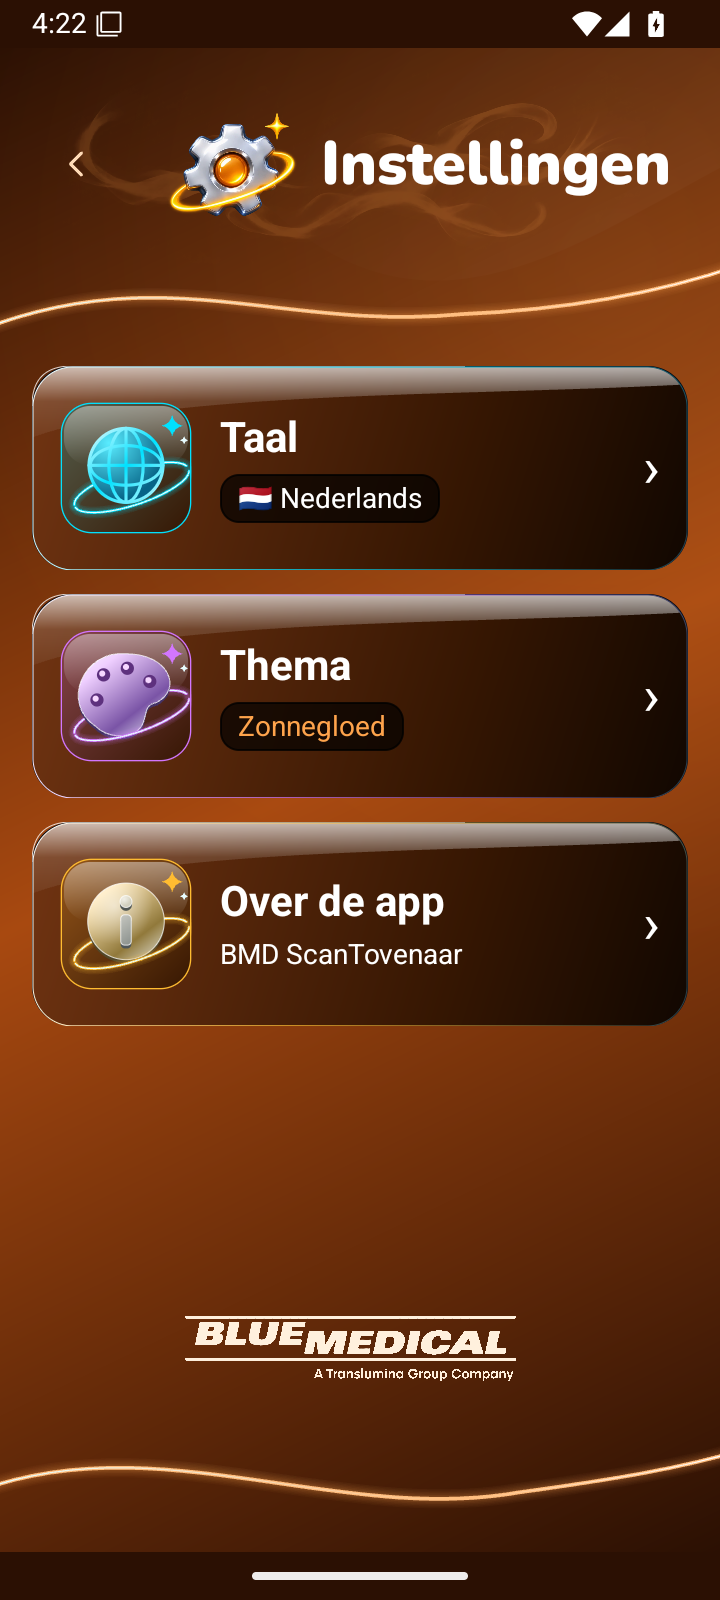 4:22
Instellingen
Taal
🇳🇱 Nederlands
Thema
Zonnegloed
Over de app
BMD ScanTovenaar
BLUEMEDICAL
A Translumina Group Company